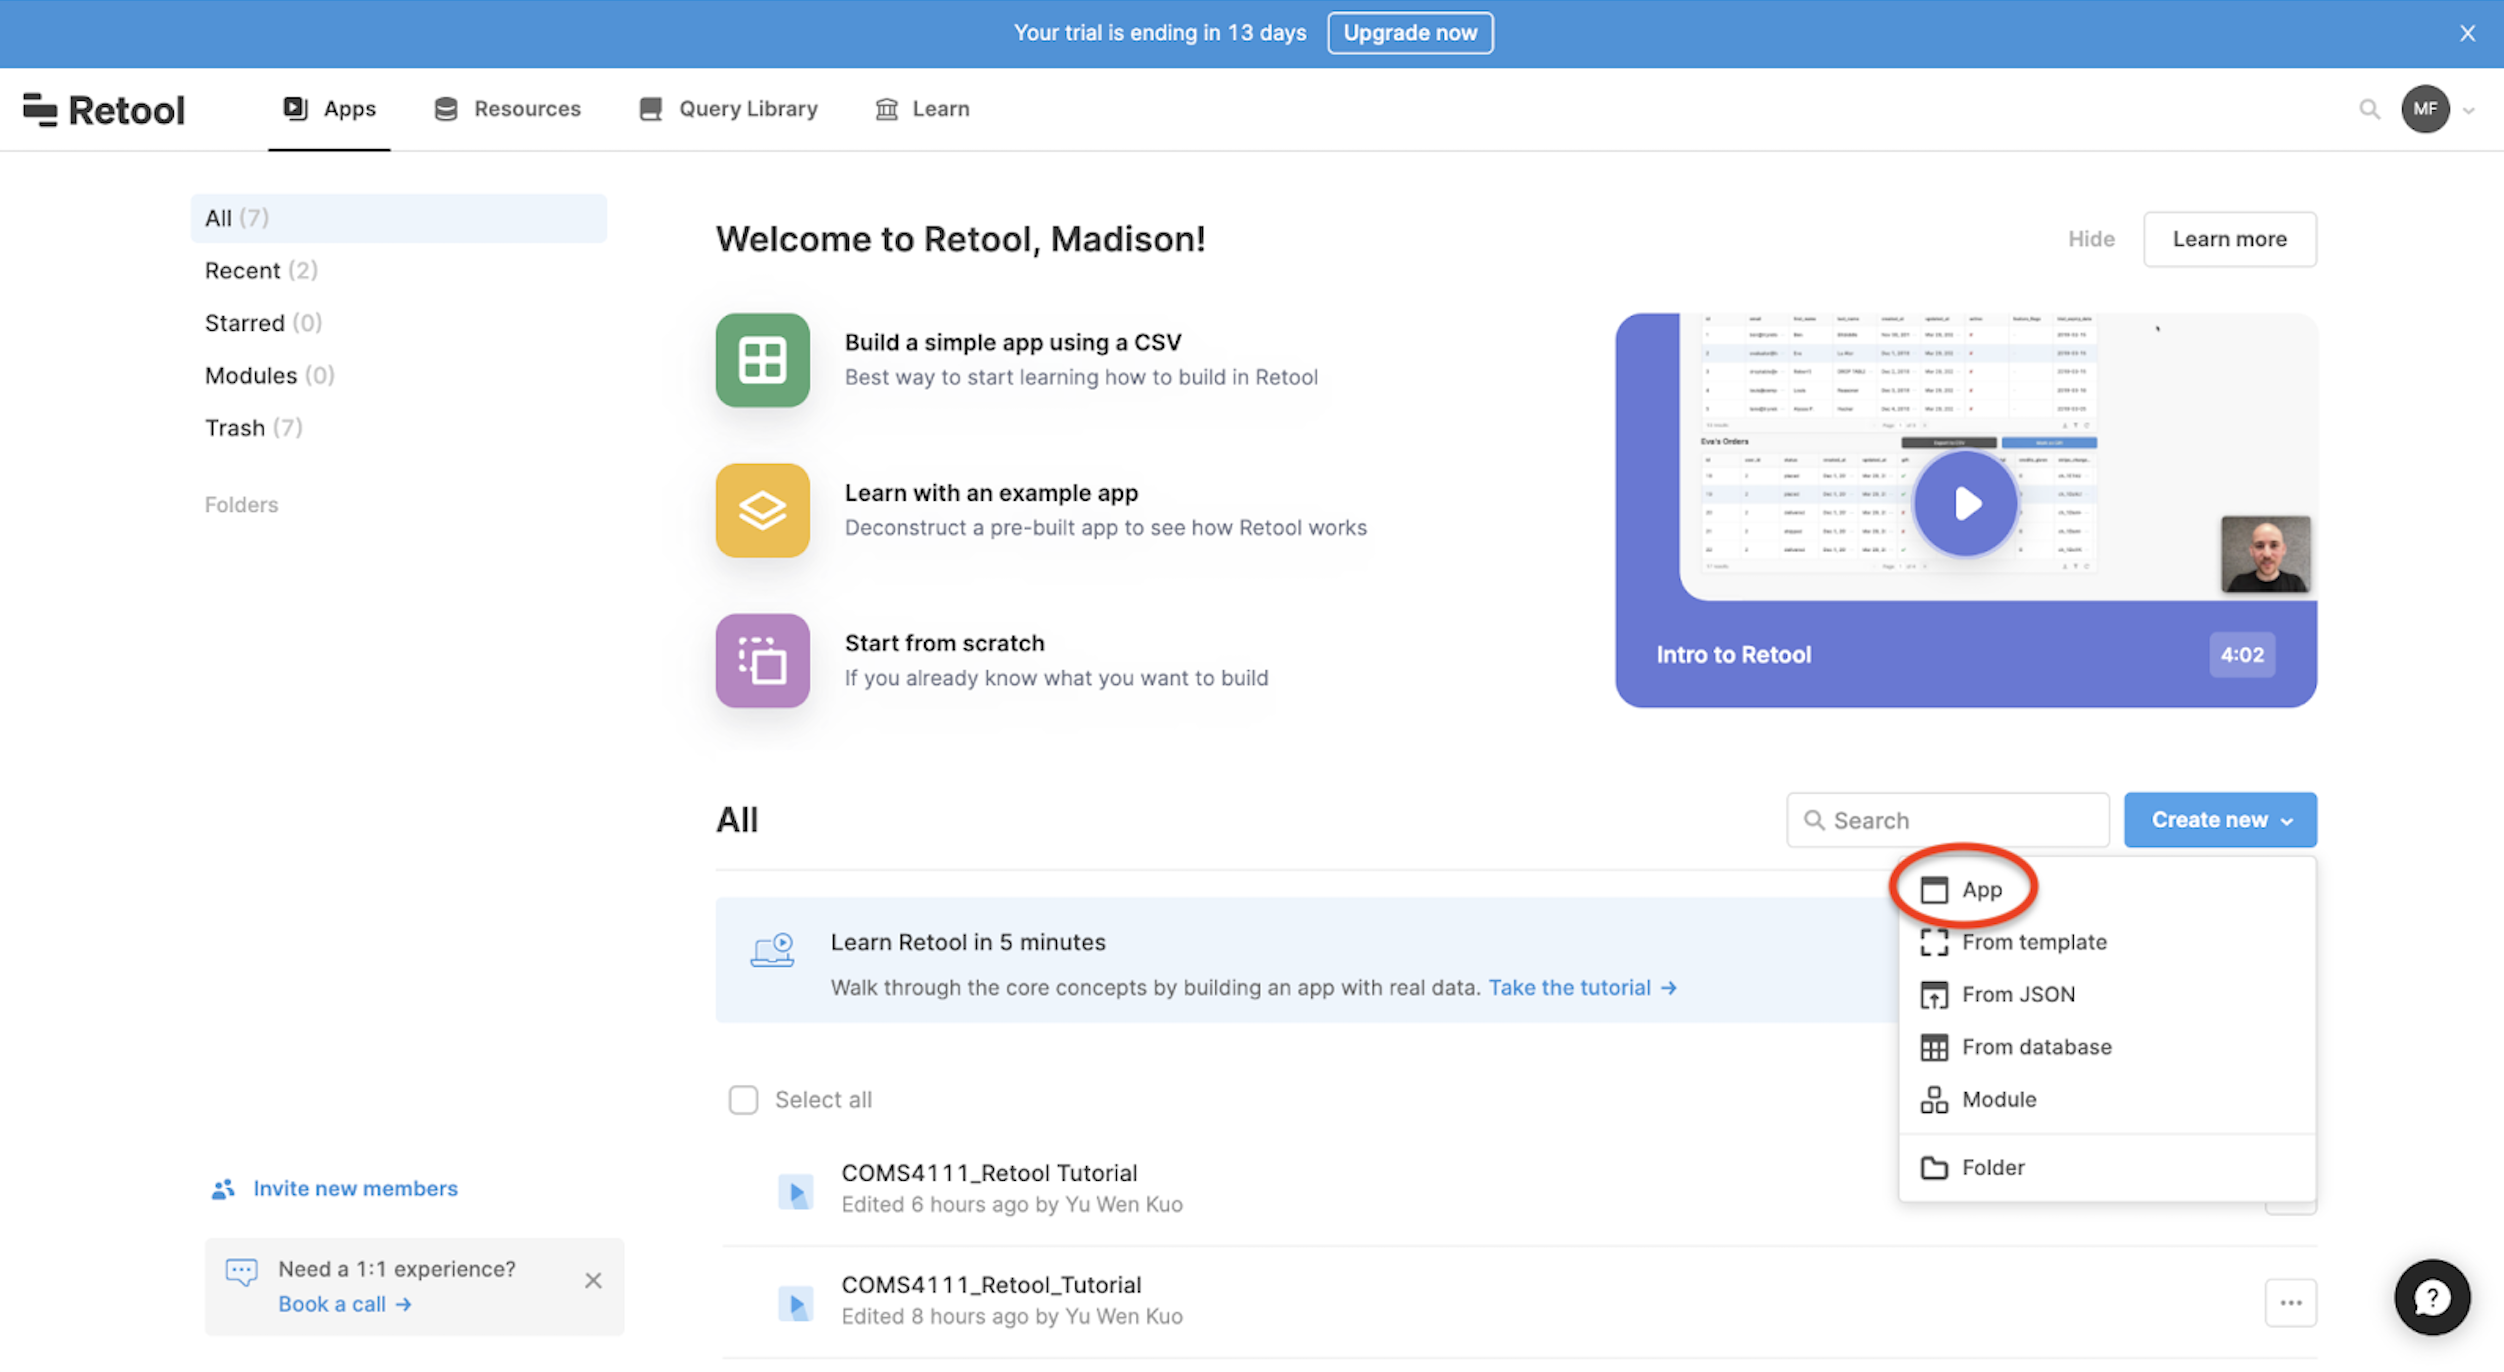 Your trial is ending in 13 days
Upgrade now
Retool
Apps
Resources
Query Library
Learn
MF
All (7)
Recent (2)
Starred (0)
Modules (0)
Trash (7)
Folders
Welcome to Retool, Madison!
Hide
Learn more
Build a simple app using a CSV
Best way to start learning how to build in Retool
Learn with an example app
Deconstruct a pre-built app to see how Retool works
Start from scratch
If you already know what you want to build
Eva's Orders
Intro to Retool
4:02
All
Search
Create new
App
From template
From JSON
From database
Module
Folder
Learn Retool in 5 minutes
Walk through the core concepts by building an app with real data. Take the tutorial →
Select all
COMS4111_Retool Tutorial
Edited 6 hours ago by Yu Wen Kuo
COMS4111_Retool_Tutorial
Edited 8 hours ago by Yu Wen Kuo
Invite new members
Need a 1:1 experience?
Book a call →